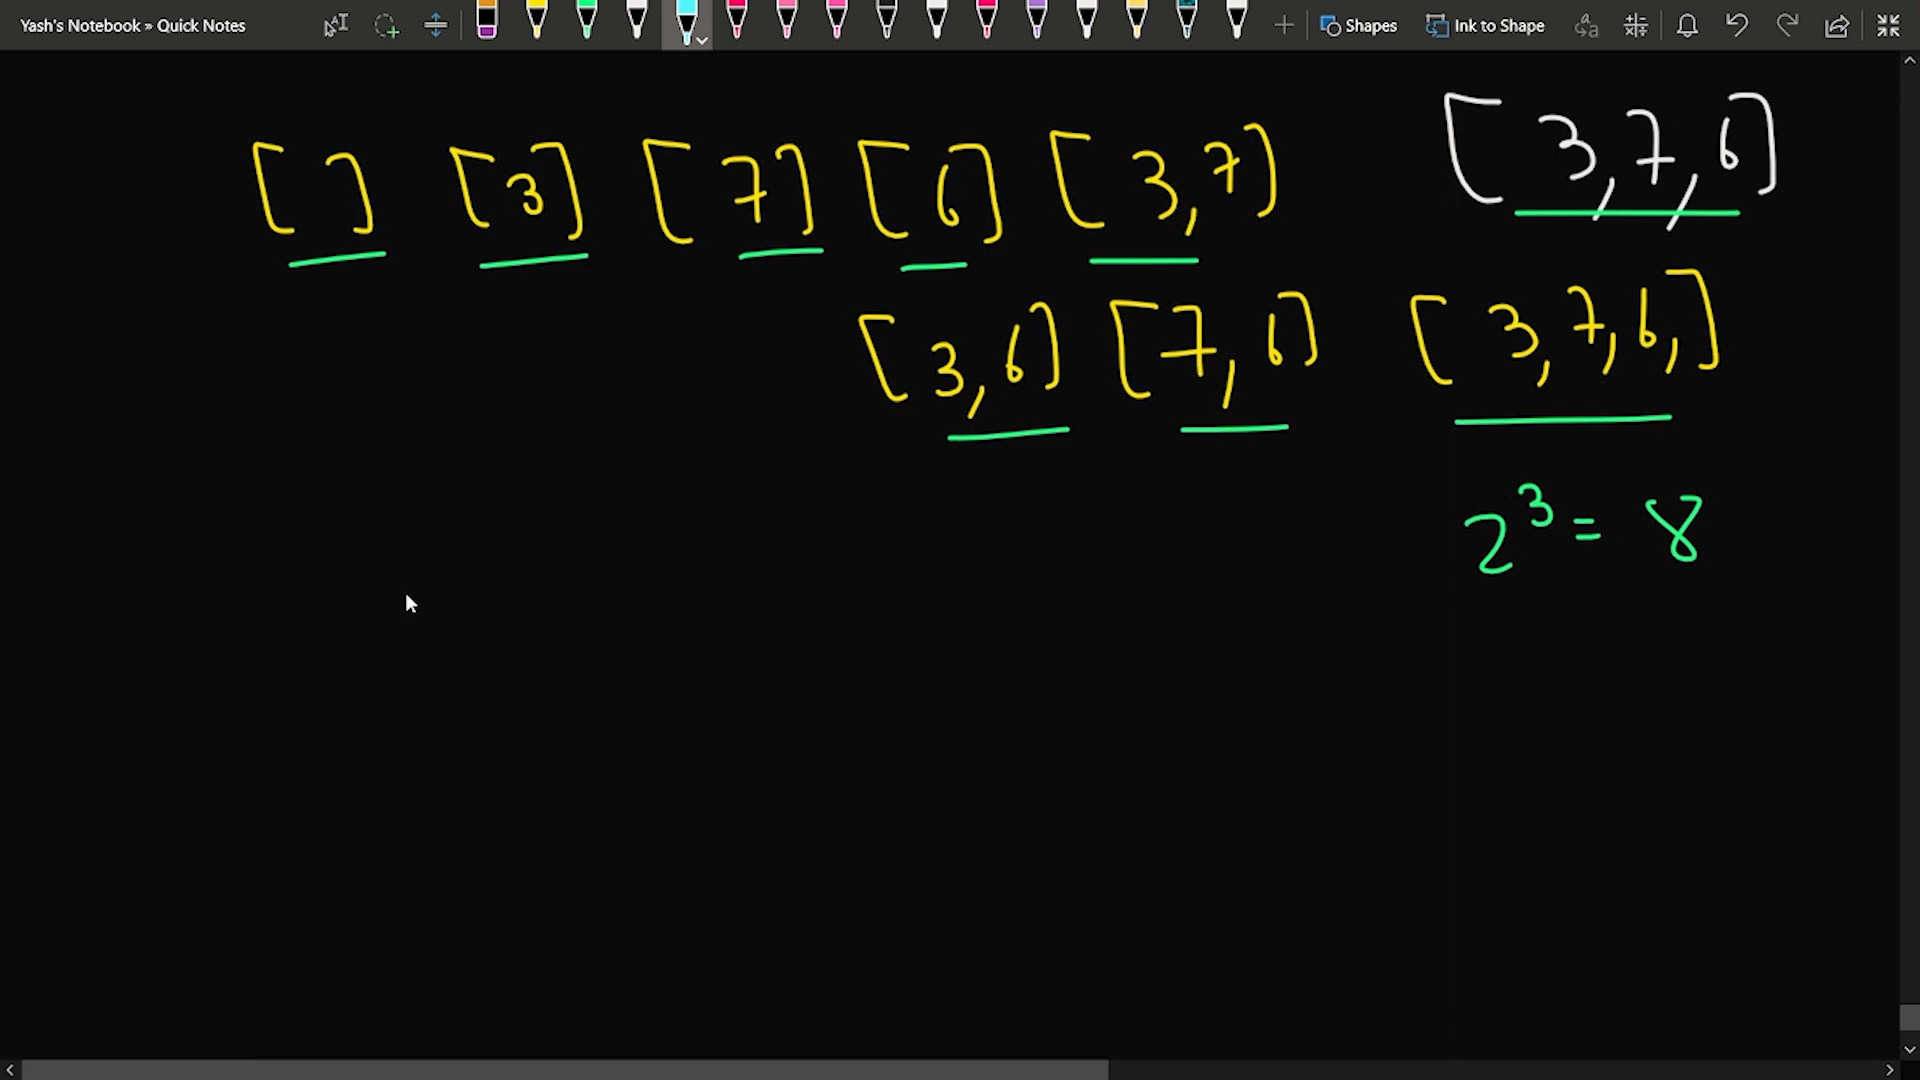 Yash's Notebook » Quick Notes
Shapes
Ink to Shape
[ 3,7,6]
[ ] [3] [7] [6] [3,7]
[3,6] [7,6] [3,7,6,]
2³ = 8